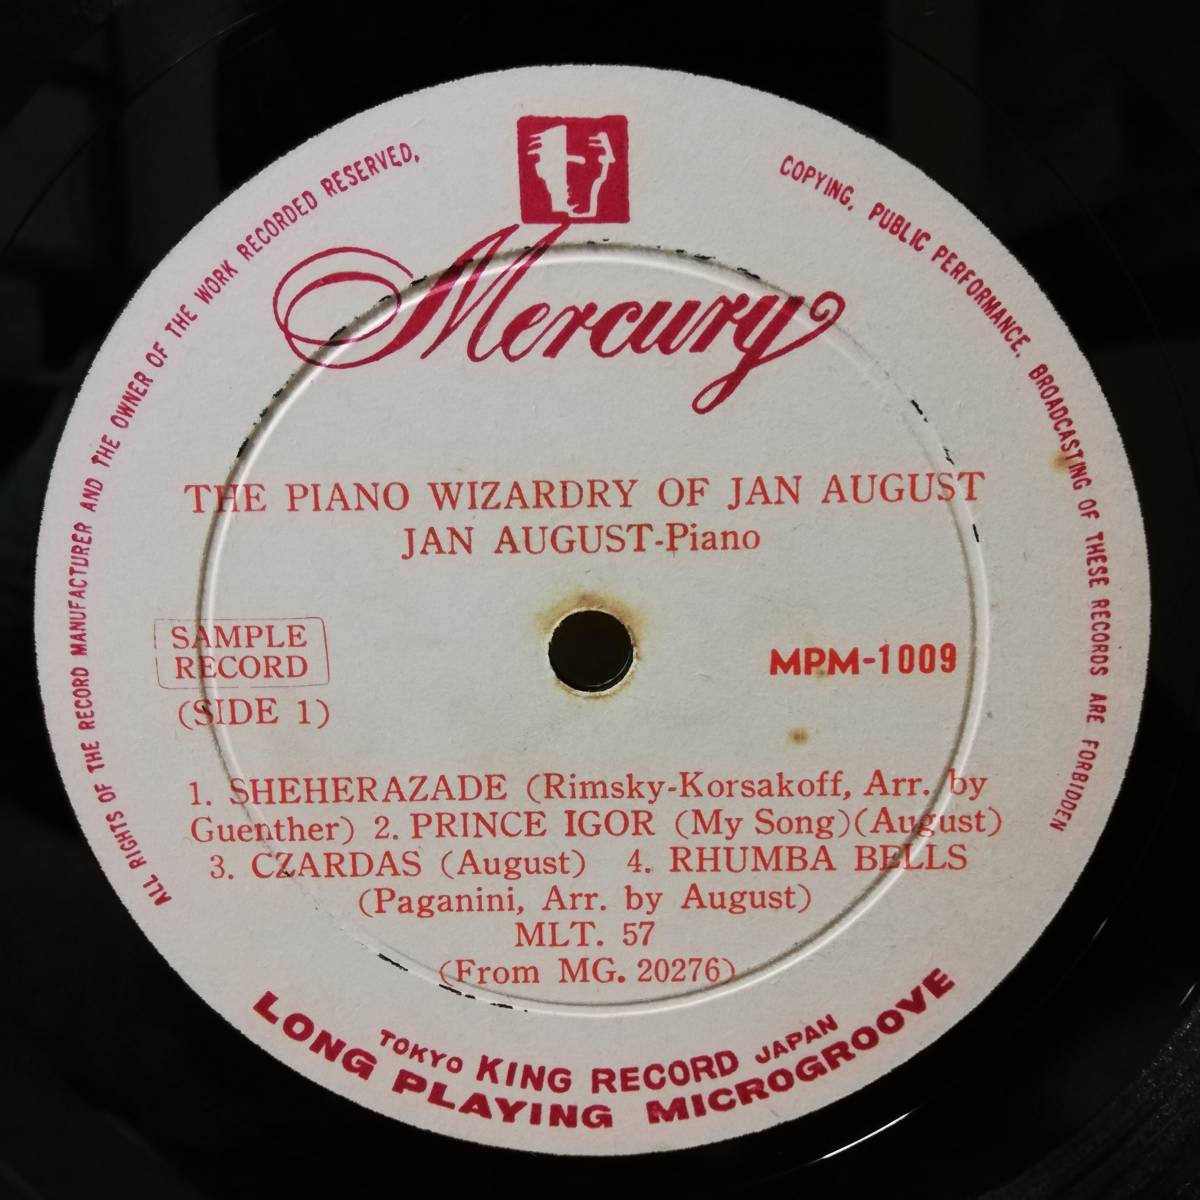 ALL RIGHTS OF THE RECORD MANUFACTURER AND THE OWNER OF THE WORK RECORDED RESERVED,
COPYING, PUBLIC PERFORMANCE, BROADCASTING OF THESE RECORDS ARE FORBIDDEN
Mercury
THE PIANO WIZARDRY OF JAN AUGUST
JAN AUGUST-Piano
SAMPLE
RECORD
(SIDE 1)
MPM-1009
1. SHEHERAZADE (Rimsky-Korsakoff, Arr. by
Guenther) 2. PRINCE IGOR (My Song)(August)
3. CZARDAS (August) 4. RHUMBA BELLS
(Paganini, Arr. by August)
MLT. 57
(From MG. 20276)
TOKYO KING RECORD JAPAN
LONG PLAYING MICROGROOVE